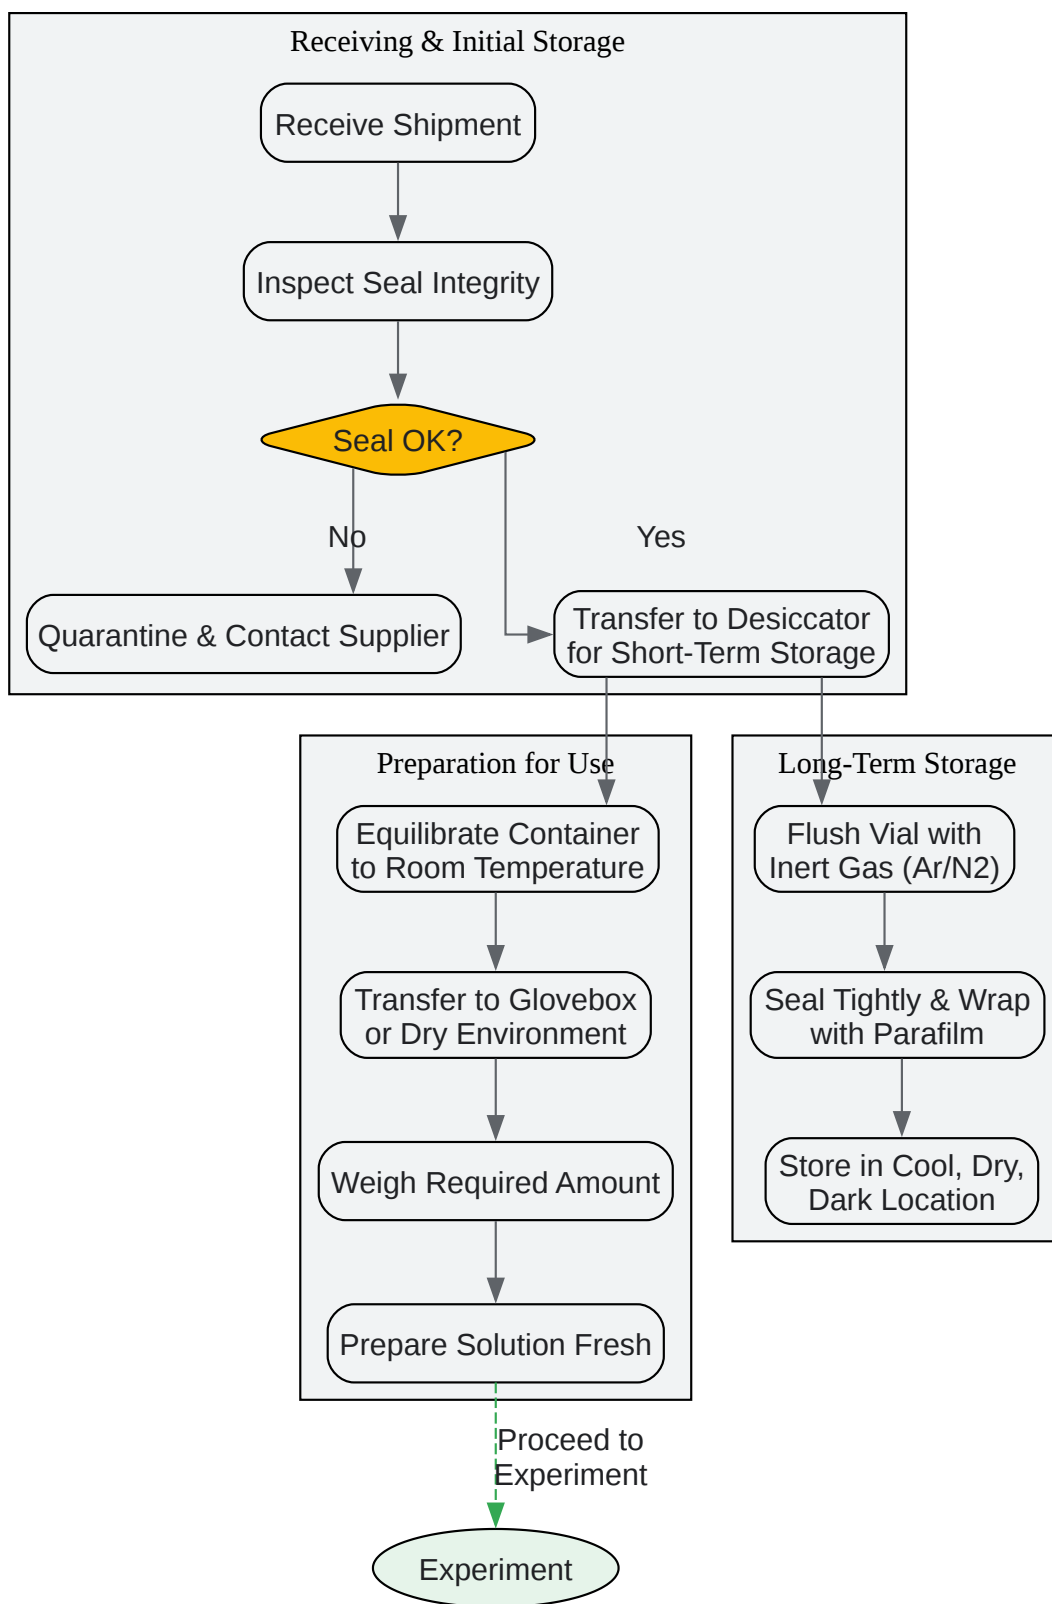 Receiving & Initial Storage
Receive Shipment
Inspect Seal Integrity
Seal OK?
No
Yes
Quarantine & Contact Supplier
Transfer to Desiccator
for Short-Term Storage
Preparation for Use
Equilibrate Container
to Room Temperature
Transfer to Glovebox
or Dry Environment
Weigh Required Amount
Prepare Solution Fresh
Long-Term Storage
Flush Vial with
Inert Gas (Ar/N2)
Seal Tightly & Wrap
with Parafilm
Store in Cool, Dry,
Dark Location
Proceed to
Experiment
Experiment